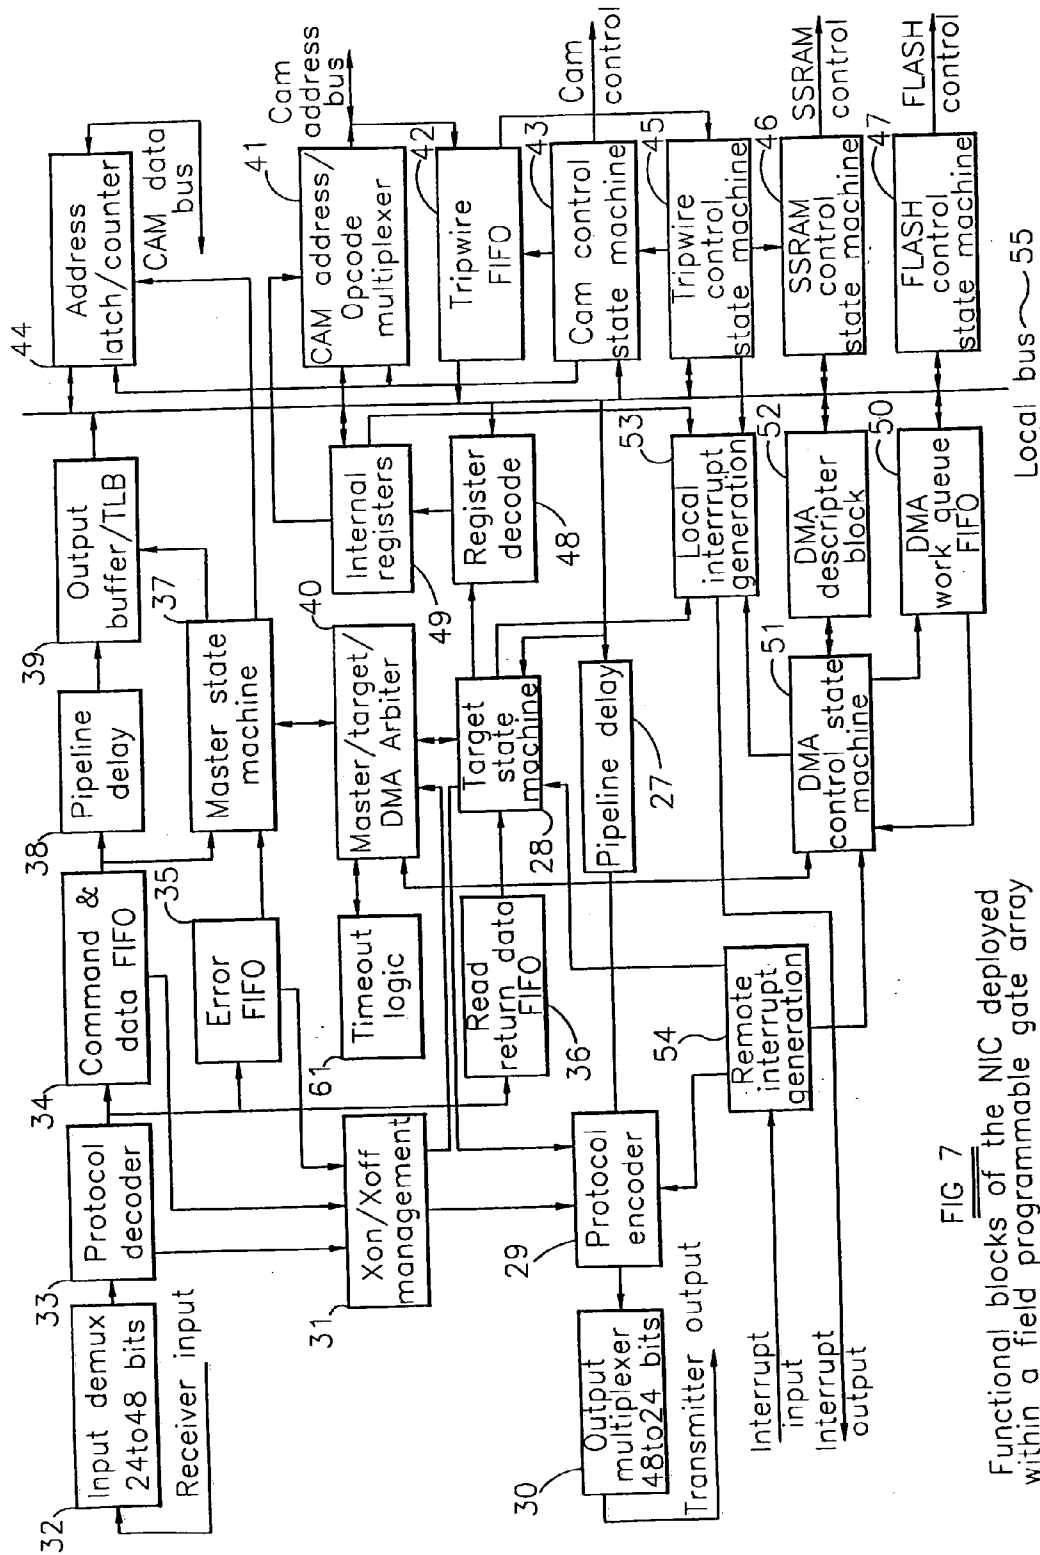 32
Input demux
24to48 bits
Receiver input
33
Protocol
decoder
34
Command &
data FIFO
35
Error
FIFO
38
Pipeline
delay
37
Master state
machine
39
Output
buffer/TLB
44
Address
latch/counter
CAM data
bus
31
Xon/Xoff
management
61
Timeout
logic
40
Master/target/
DMA Arbiter
49
Internal
registers
41
CAM address/
Opcode
multiplexer
Cam
address
bus
36
Read
return data
FIFO
28
Target
state
machine
48
Register
decode
42
Tripwire
FIFO
30
Output
multiplexer
48to24 bits
Transmitter output
29
Protocol
encoder
27
Pipeline delay
43
Cam control
state machine
Cam
control
53
Local
interrrupt
generation
45
Tripwire
control
state machine
54
Remote
interrupt
generation
Interrupt
input
Interrupt
output
51
DMA
control state
machine
52
DMA
descripter
block
46
SSRAM
control
state machine
SSRAM
control
50
DMA
work queue
FIFO
47
FLASH
control
state machine
FLASH
control
Local bus 55
FIG 7
Functional blocks of the NIC deployed
within a field programmable gate array